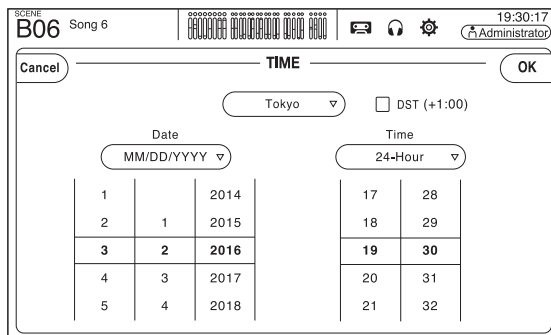 SCENE
B06 Song 6
19:30:17
Administrator
Cancel
TIME
OK
Tokyo ▽
DST (+1:00)
Date
Time
MM/DD/YYYY ▽
24-Hour ▽
1 2014 17 28
2 1 2015 18 29
3 2 2016 19 30
4 3 2017 20 31
5 4 2018 21 32